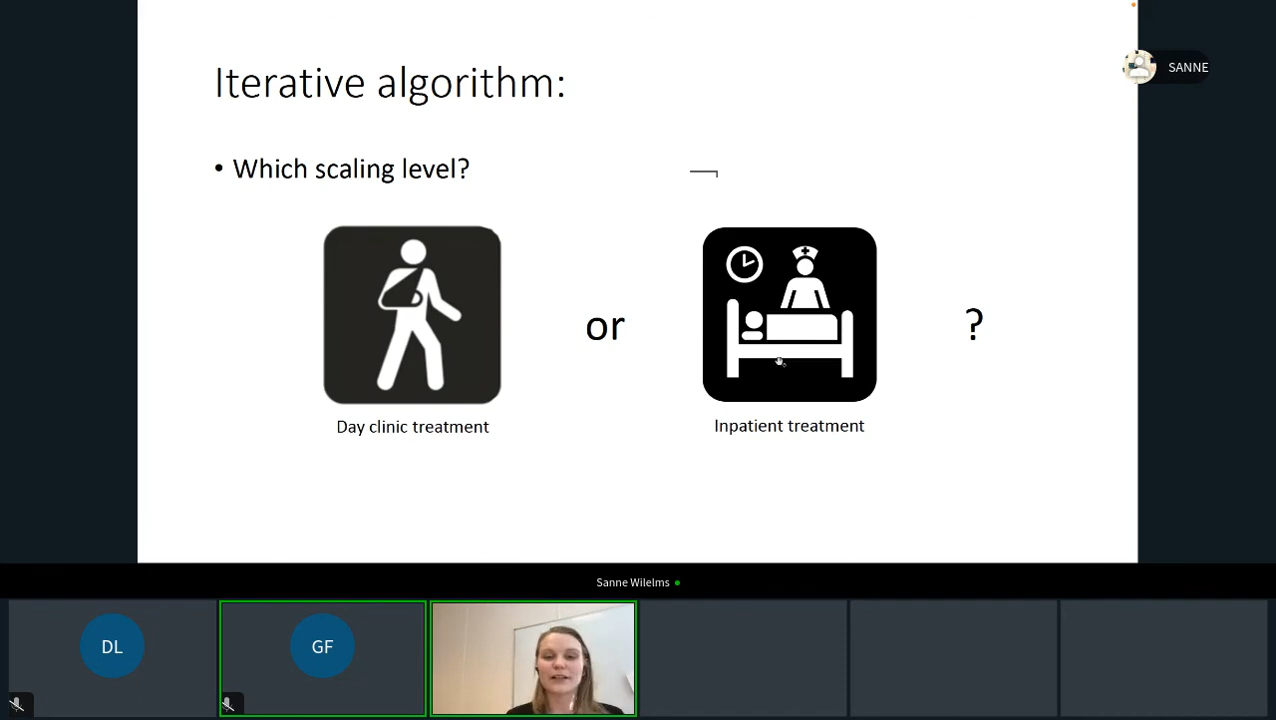 Iterative algorithm:
SANNE
• Which scaling level?
or
?
Day clinic treatment
Inpatient treatment
Sanne Wilelms
DL
GF